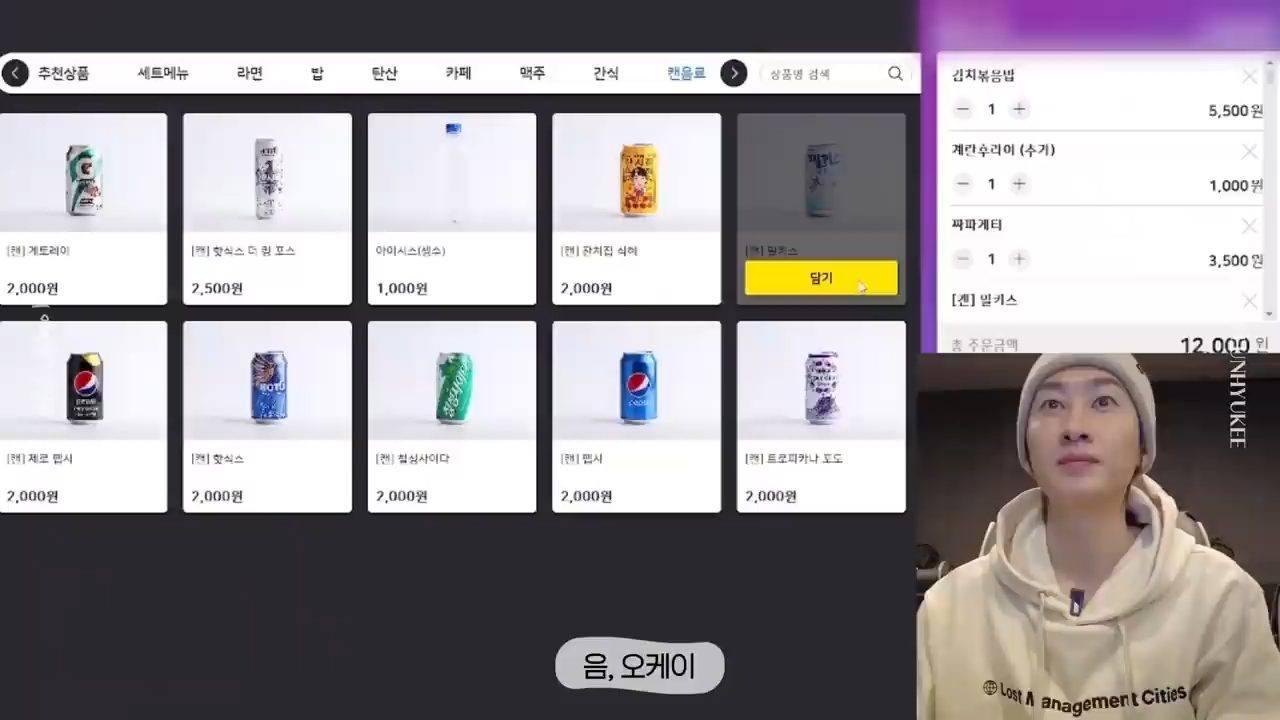 추천상품 세트메뉴 라면 밥 탄산 카페 맥주 간식 캔음료 상품명 검색
[캔] 게토레이
2,000원
[캔] 핫식스 더 킹 포스
2,500원
아이시스(생수)
1,000원
[캔] 잔치집 식혜
2,000원
[캔] 밀키스
담기
[캔] 제로 펩시
2,000원
[캔] 핫식스
2,000원
[캔] 칠성사이다
2,000원
[캔] 펩시
2,000원
[캔] 트로피카나 포도
2,000원
김치볶음밥
1
5,500원
계란후라이 (추가)
1
1,000원
짜파게티
1
3,500원
[캔] 밀키스
총 주문금액
12,000 원
UNHYUKEE
Lost Management Cities
음, 오케이